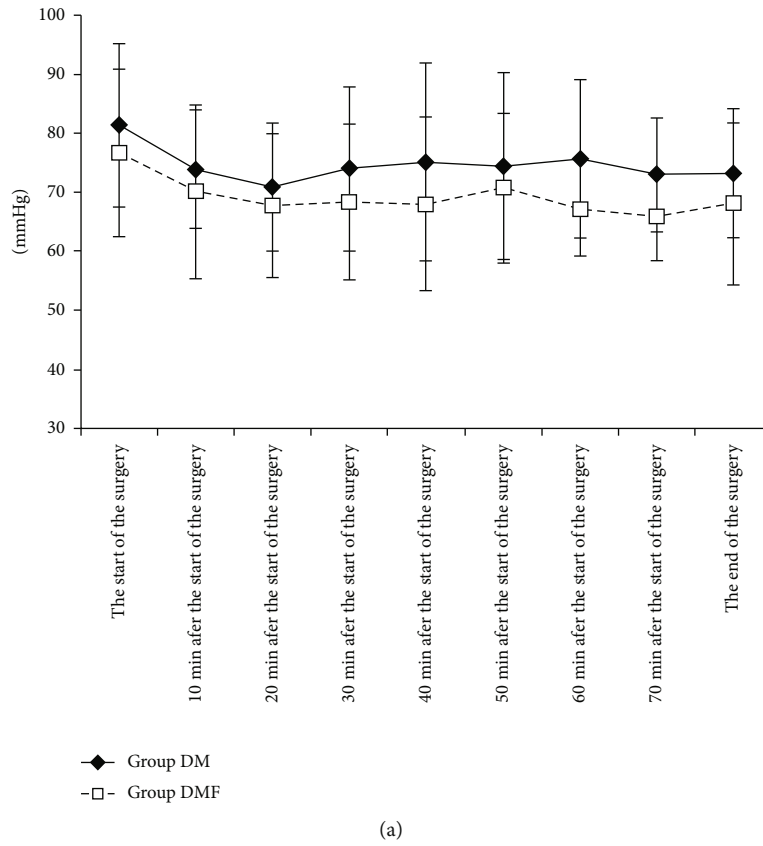 100
90
80
70
60
50
40
30
(mmHg)
The start of the surgery
10 min afer the start of the surgery
20 min afer the start of the surgery
30 min afer the start of the surgery
40 min afer the start of the surgery
50 min afer the start of the surgery
60 min afer the start of the surgery
70 min afer the start of the surgery
The end of the surgery
Group DM
Group DMF
(a)